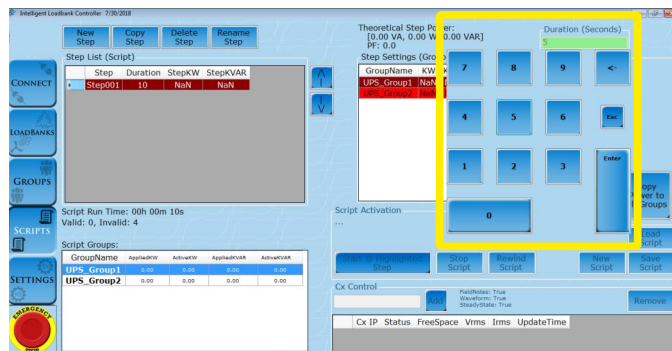 Intelligent Loadbank Controller 7/30/2018
New Step
Copy Step
Delete Step
Rename Step
Theoretical Step Power:
[0.00 VA, 0.00 W, 0.00 VAR]
PF: 0.0
Duration (Seconds)
5
Step List (Script)
Step Duration StepKW StepKVAR
Step001 10 NaN NaN
Step Settings (Group
GroupName KW K
UPS_Group1 NaN N
UPS_Group2 NaN N
7 8 9 <-
4 5 6 Esc
1 2 3 Enter
0
CONNECT
LOADBANKS
GROUPS
SCRIPTS
SETTINGS
EMERGENCY
STOP
Script Run Time: 00h 00m 10s
Valid: 0, Invalid: 4
Script Activation
...
Script Groups:
GroupName AppliedKW ActiveKW AppliedKVAR ActiveKVAR
UPS_Group1 0.00 0.00 0.00 0.00
UPS_Group2 0.00 0.00 0.00 0.00
Start @ Highlighted Step
Stop Script
Rewind Script
New Script
Save Script
Load Script
Cx Control
Add
FieldNotes: True
Waveform: True
SteadyState: True
Remove
Cx IP Status FreeSpace Vrms Irms UpdateTime